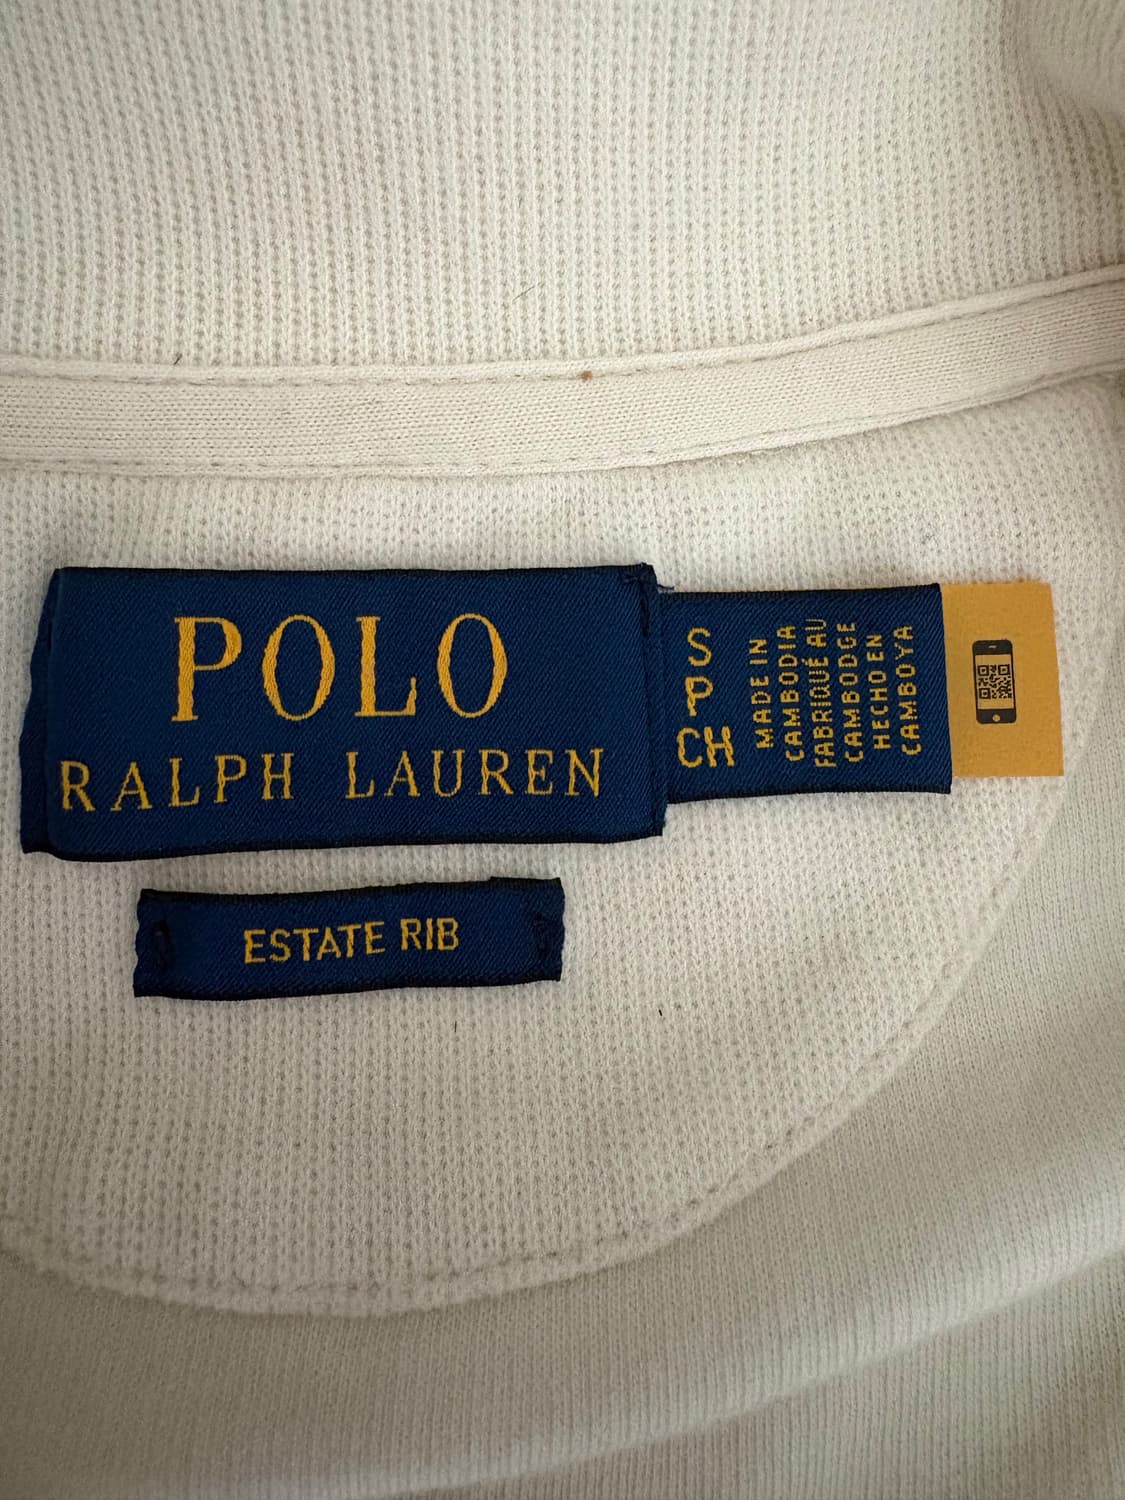 POLO
RALPH LAUREN
S
P
CH
MADE IN
CAMBODIA
FABRIQUÉ AU
CAMBODGE
HECHO EN
CAMBOYA
ESTATE RIB